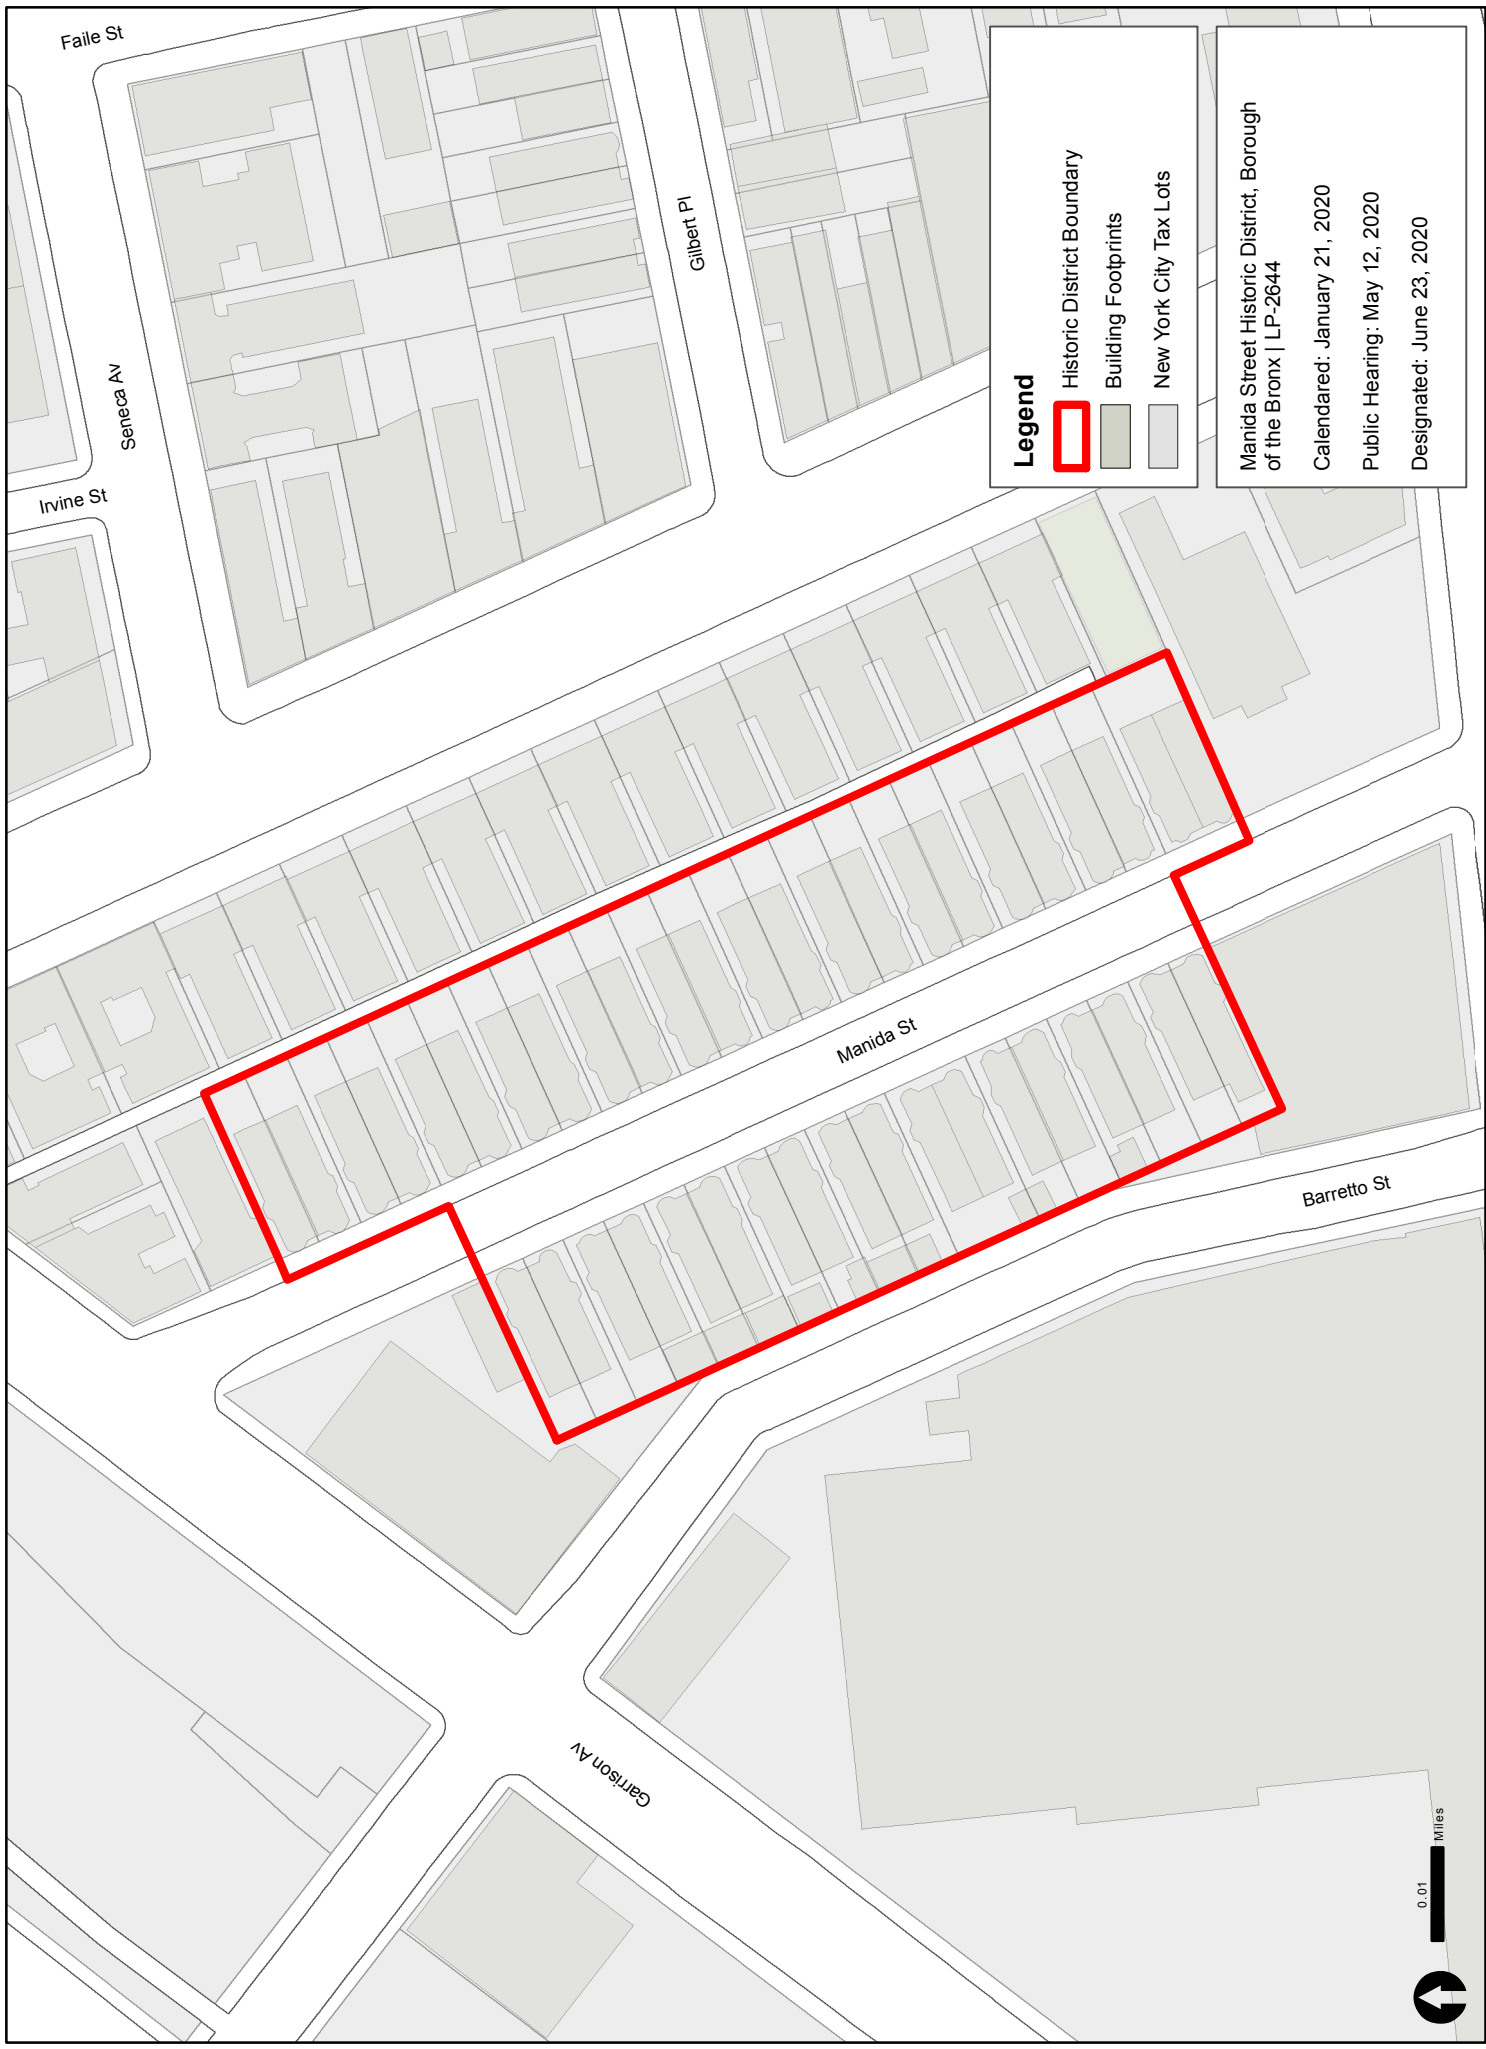 Faile St
Seneca Av
Irvine St
Gilbert Pl
Manida St
Barretto St
Garrison Av
Legend
Historic District Boundary
Building Footprints
New York City Tax Lots
Manida Street Historic District, Borough
of the Bronx | LP-2644
Calendared: January 21, 2020
Public Hearing: May 12, 2020
Designated: June 23, 2020
0.01
Miles